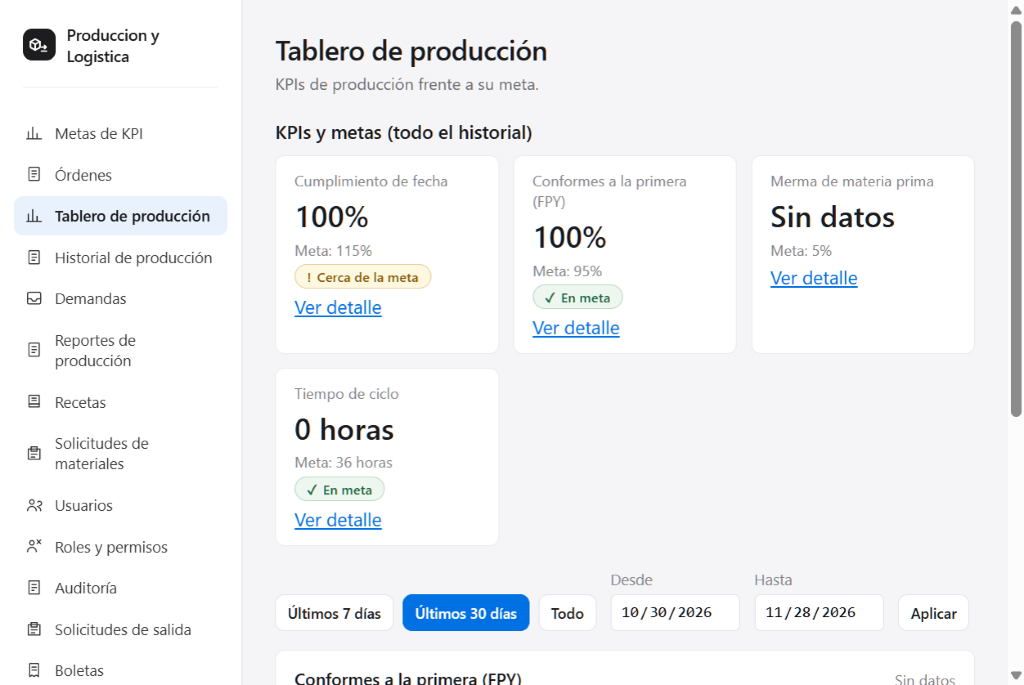 Produccion y
Logistica
Metas de KPI
Órdenes
Tablero de producción
Historial de producción
Demandas
Reportes de
producción
Recetas
Solicitudes de
materiales
Usuarios
Roles y permisos
Auditoría
Solicitudes de salida
Boletas
Tablero de producción
KPIs de producción frente a su meta.
KPIs y metas (todo el historial)
Cumplimiento de fecha
100%
Meta: 115%
! Cerca de la meta
Ver detalle
Conformes a la primera
(FPY)
100%
Meta: 95%
✓ En meta
Ver detalle
Merma de materia prima
Sin datos
Meta: 5%
Ver detalle
Tiempo de ciclo
0 horas
Meta: 36 horas
✓ En meta
Ver detalle
Desde
Hasta
Últimos 7 días
Últimos 30 días
Todo
10/30/2026
11/28/2026
Aplicar
Conformes a la primera (FPY)
Sin datos